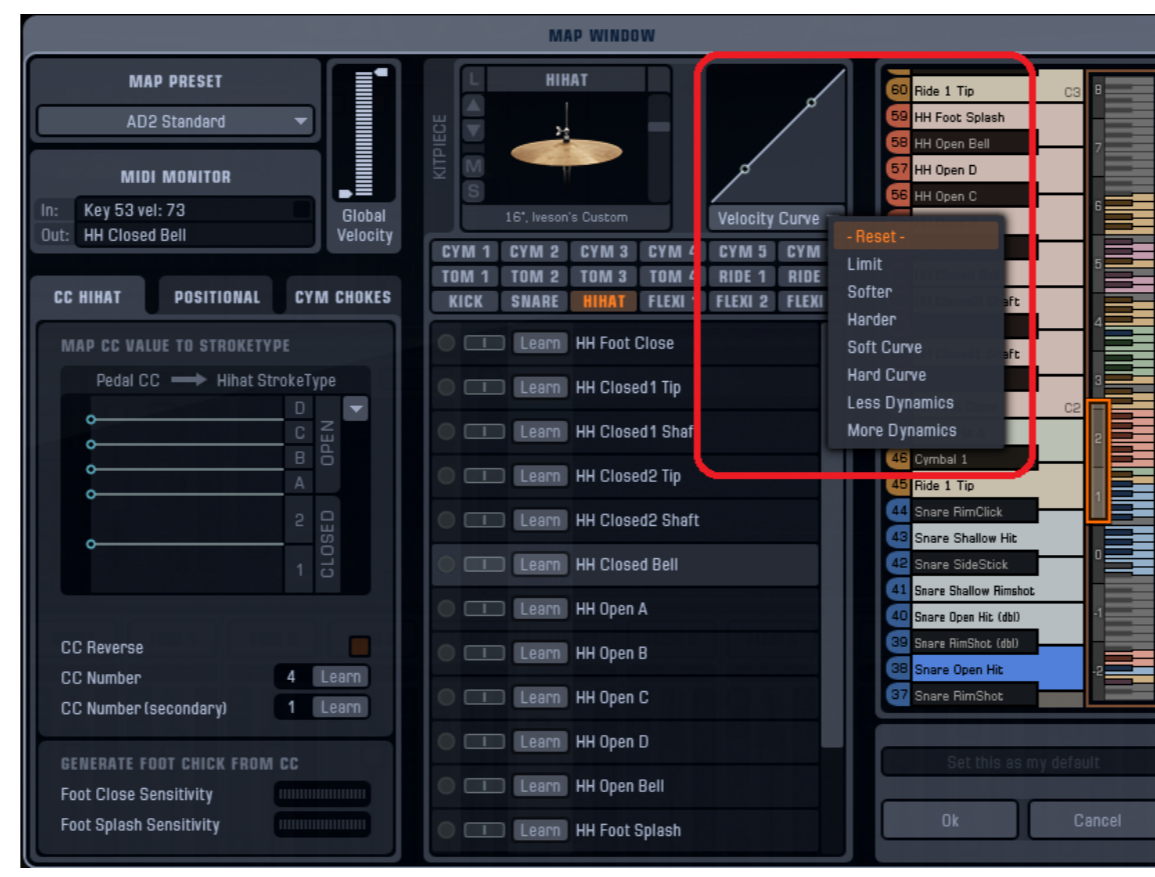 MAP WINDOW
MAP PRESET
AD2 Standard
MIDI MONITOR
In: Key 53 vel: 73
Out: HH Closed Bell
Global
Velocity
CC HIHAT POSITIONAL CYM CHOKES
MAP CC VALUE TO STROKETYPE
Pedal CC Hihat StrokeType
D
C
B
A
OPEN
2
1
CLOSED
CC Reverse
CC Number 4 Learn
CC Number (secondary) 1 Learn
GENERATE FOOT CHICK FROM CC
Foot Close Sensitivity
Foot Splash Sensitivity
KITPIECE
L
M
S
HIHAT
16", Iveson's Custom
Velocity Curve
- Reset -
Limit
Softer
Harder
Soft Curve
Hard Curve
Less Dynamics
More Dynamics
CYM 1 CYM 2 CYM 3 CYM 4 CYM 5 CYM
TOM 1 TOM 2 TOM 3 TOM 4 RIDE 1 RIDE
KICK SNARE HIHAT FLEXI 1 FLEXI 2 FLEXI
Learn HH Foot Close
Learn HH Closed1 Tip
Learn HH Closed1 Shaf
Learn HH Closed2 Tip
Learn HH Closed2 Shaft
Learn HH Closed Bell
Learn HH Open A
Learn HH Open B
Learn HH Open C
Learn HH Open D
Learn HH Open Bell
Learn HH Foot Splash
60 Ride 1 Tip C3
59 HH Foot Splash
58 HH Open Bell
57 HH Open D
56 HH Open C
aft
aft
C2
46 Cymbal 1
45 Ride 1 Tip
44 Snare RimClick
43 Snare Shallow Hit
42 Snare SideStick
41 Snare Shallow Rimshot
40 Snare Open Hit (dbl)
39 Snare RimShot (dbl)
38 Snare Open Hit
37 Snare RimShot
8
7
6
5
4
3
2
1
0
-1
-2
Set this as my default
Ok Cancel